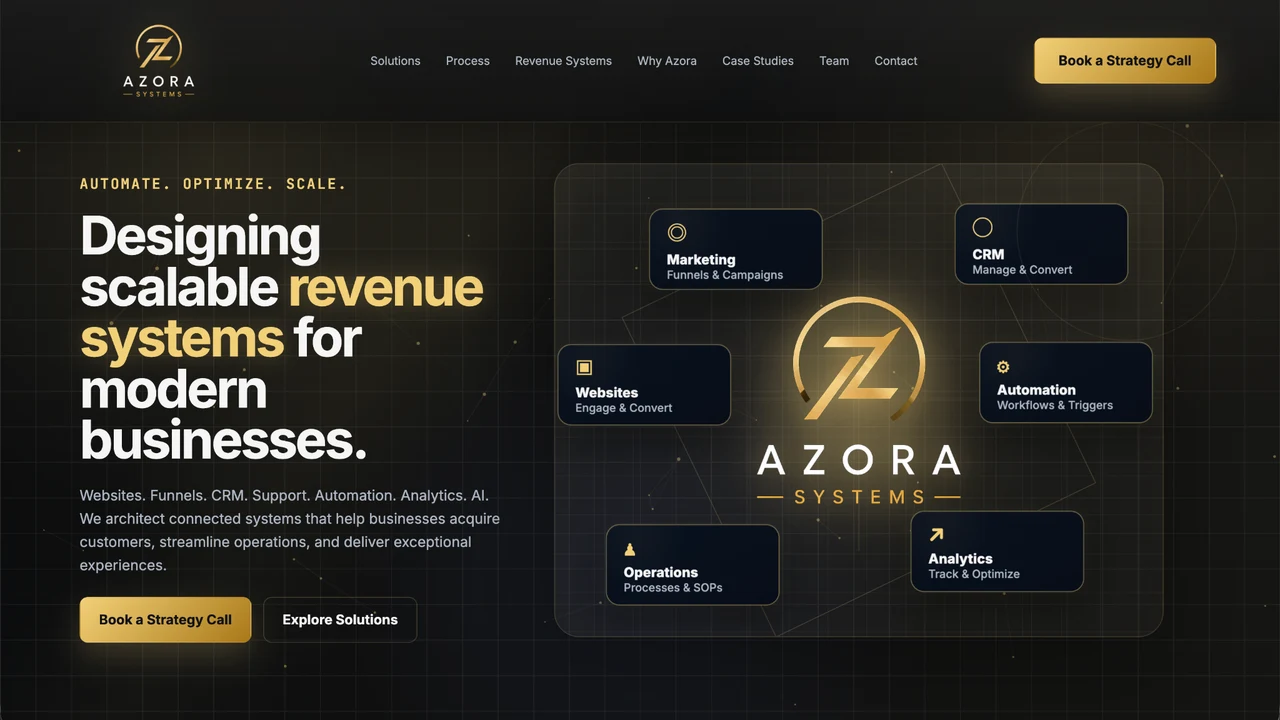 AZORA
SYSTEMS
Solutions
Process
Revenue Systems
Why Azora
Case Studies
Team
Contact
Book a Strategy Call
AUTOMATE. OPTIMIZE. SCALE.
Designing
scalable revenue
systems for
modern
businesses.
Websites. Funnels. CRM. Support. Automation. Analytics. AI.
We architect connected systems that help businesses acquire
customers, streamline operations, and deliver exceptional
experiences.
Book a Strategy Call
Explore Solutions
Marketing
Funnels & Campaigns
CRM
Manage & Convert
Websites
Engage & Convert
Automation
Workflows & Triggers
AZORA
SYSTEMS
Operations
Processes & SOPs
Analytics
Track & Optimize